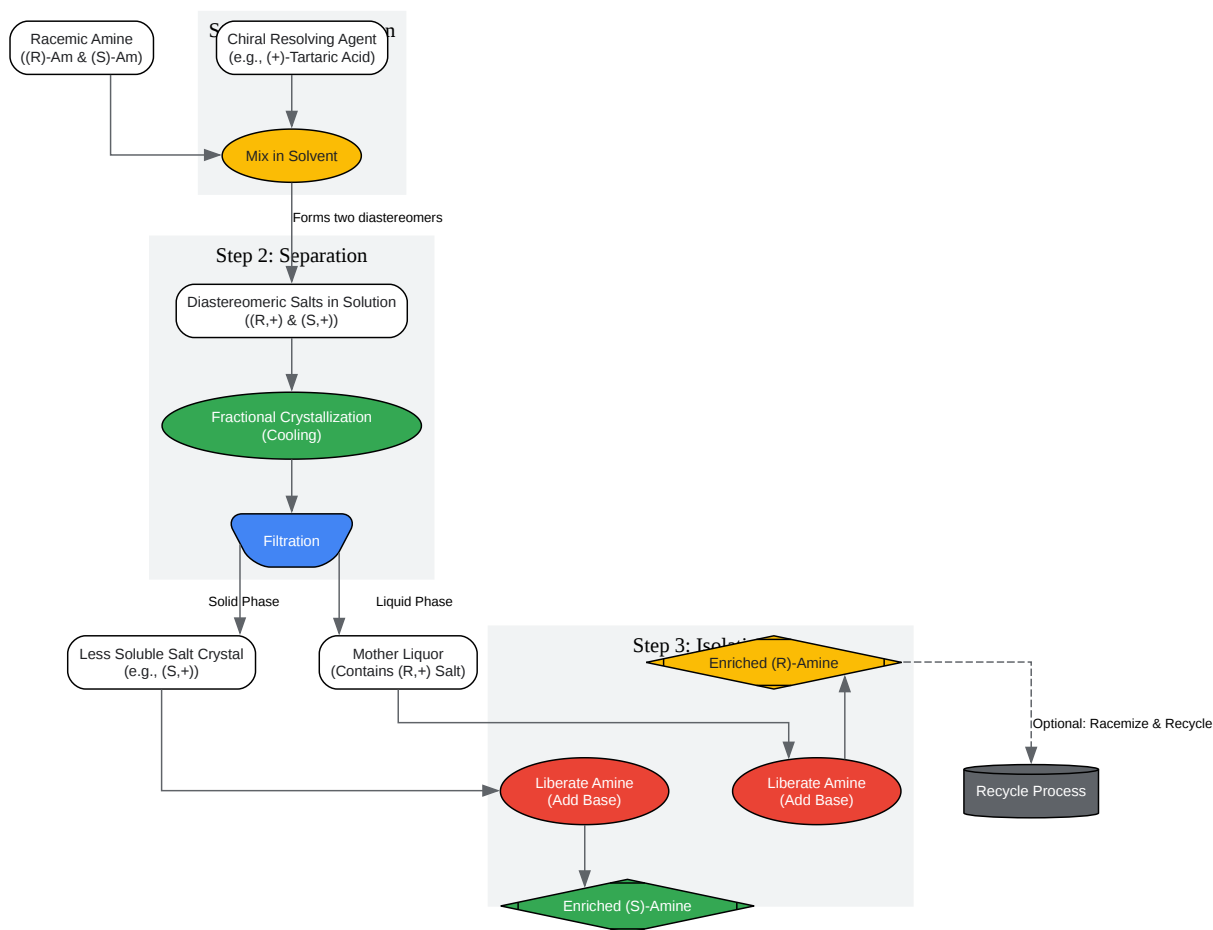 Racemic Amine
((R)-Am & (S)-Am)
Chiral Resolving Agent
(e.g., (+)-Tartaric Acid)
Mix in Solvent
Forms two diastereomers
Step 2: Separation
Diastereomeric Salts in Solution
((R,+) & (S,+))
Fractional Crystallization
(Cooling)
Filtration
Solid Phase
Liquid Phase
Less Soluble Salt Crystal
(e.g., (S,+))
Mother Liquor
(Contains (R,+) Salt)
Step 3:
Enriched (R)-Amine
Optional: Racemize & Recycle
Liberate Amine
(Add Base)
Liberate Amine
(Add Base)
Recycle Process
Enriched (S)-Amine